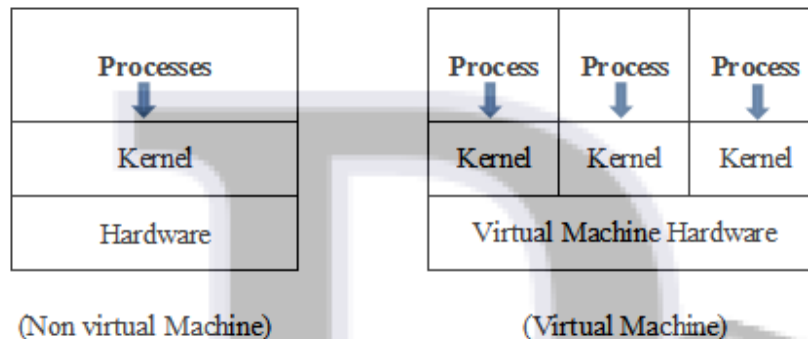 Processes
Kernel
Hardware
(Non virtual Machine)
Process Process Process
Kernel Kernel Kernel
Virtual Machine Hardware
(Virtual Machine)